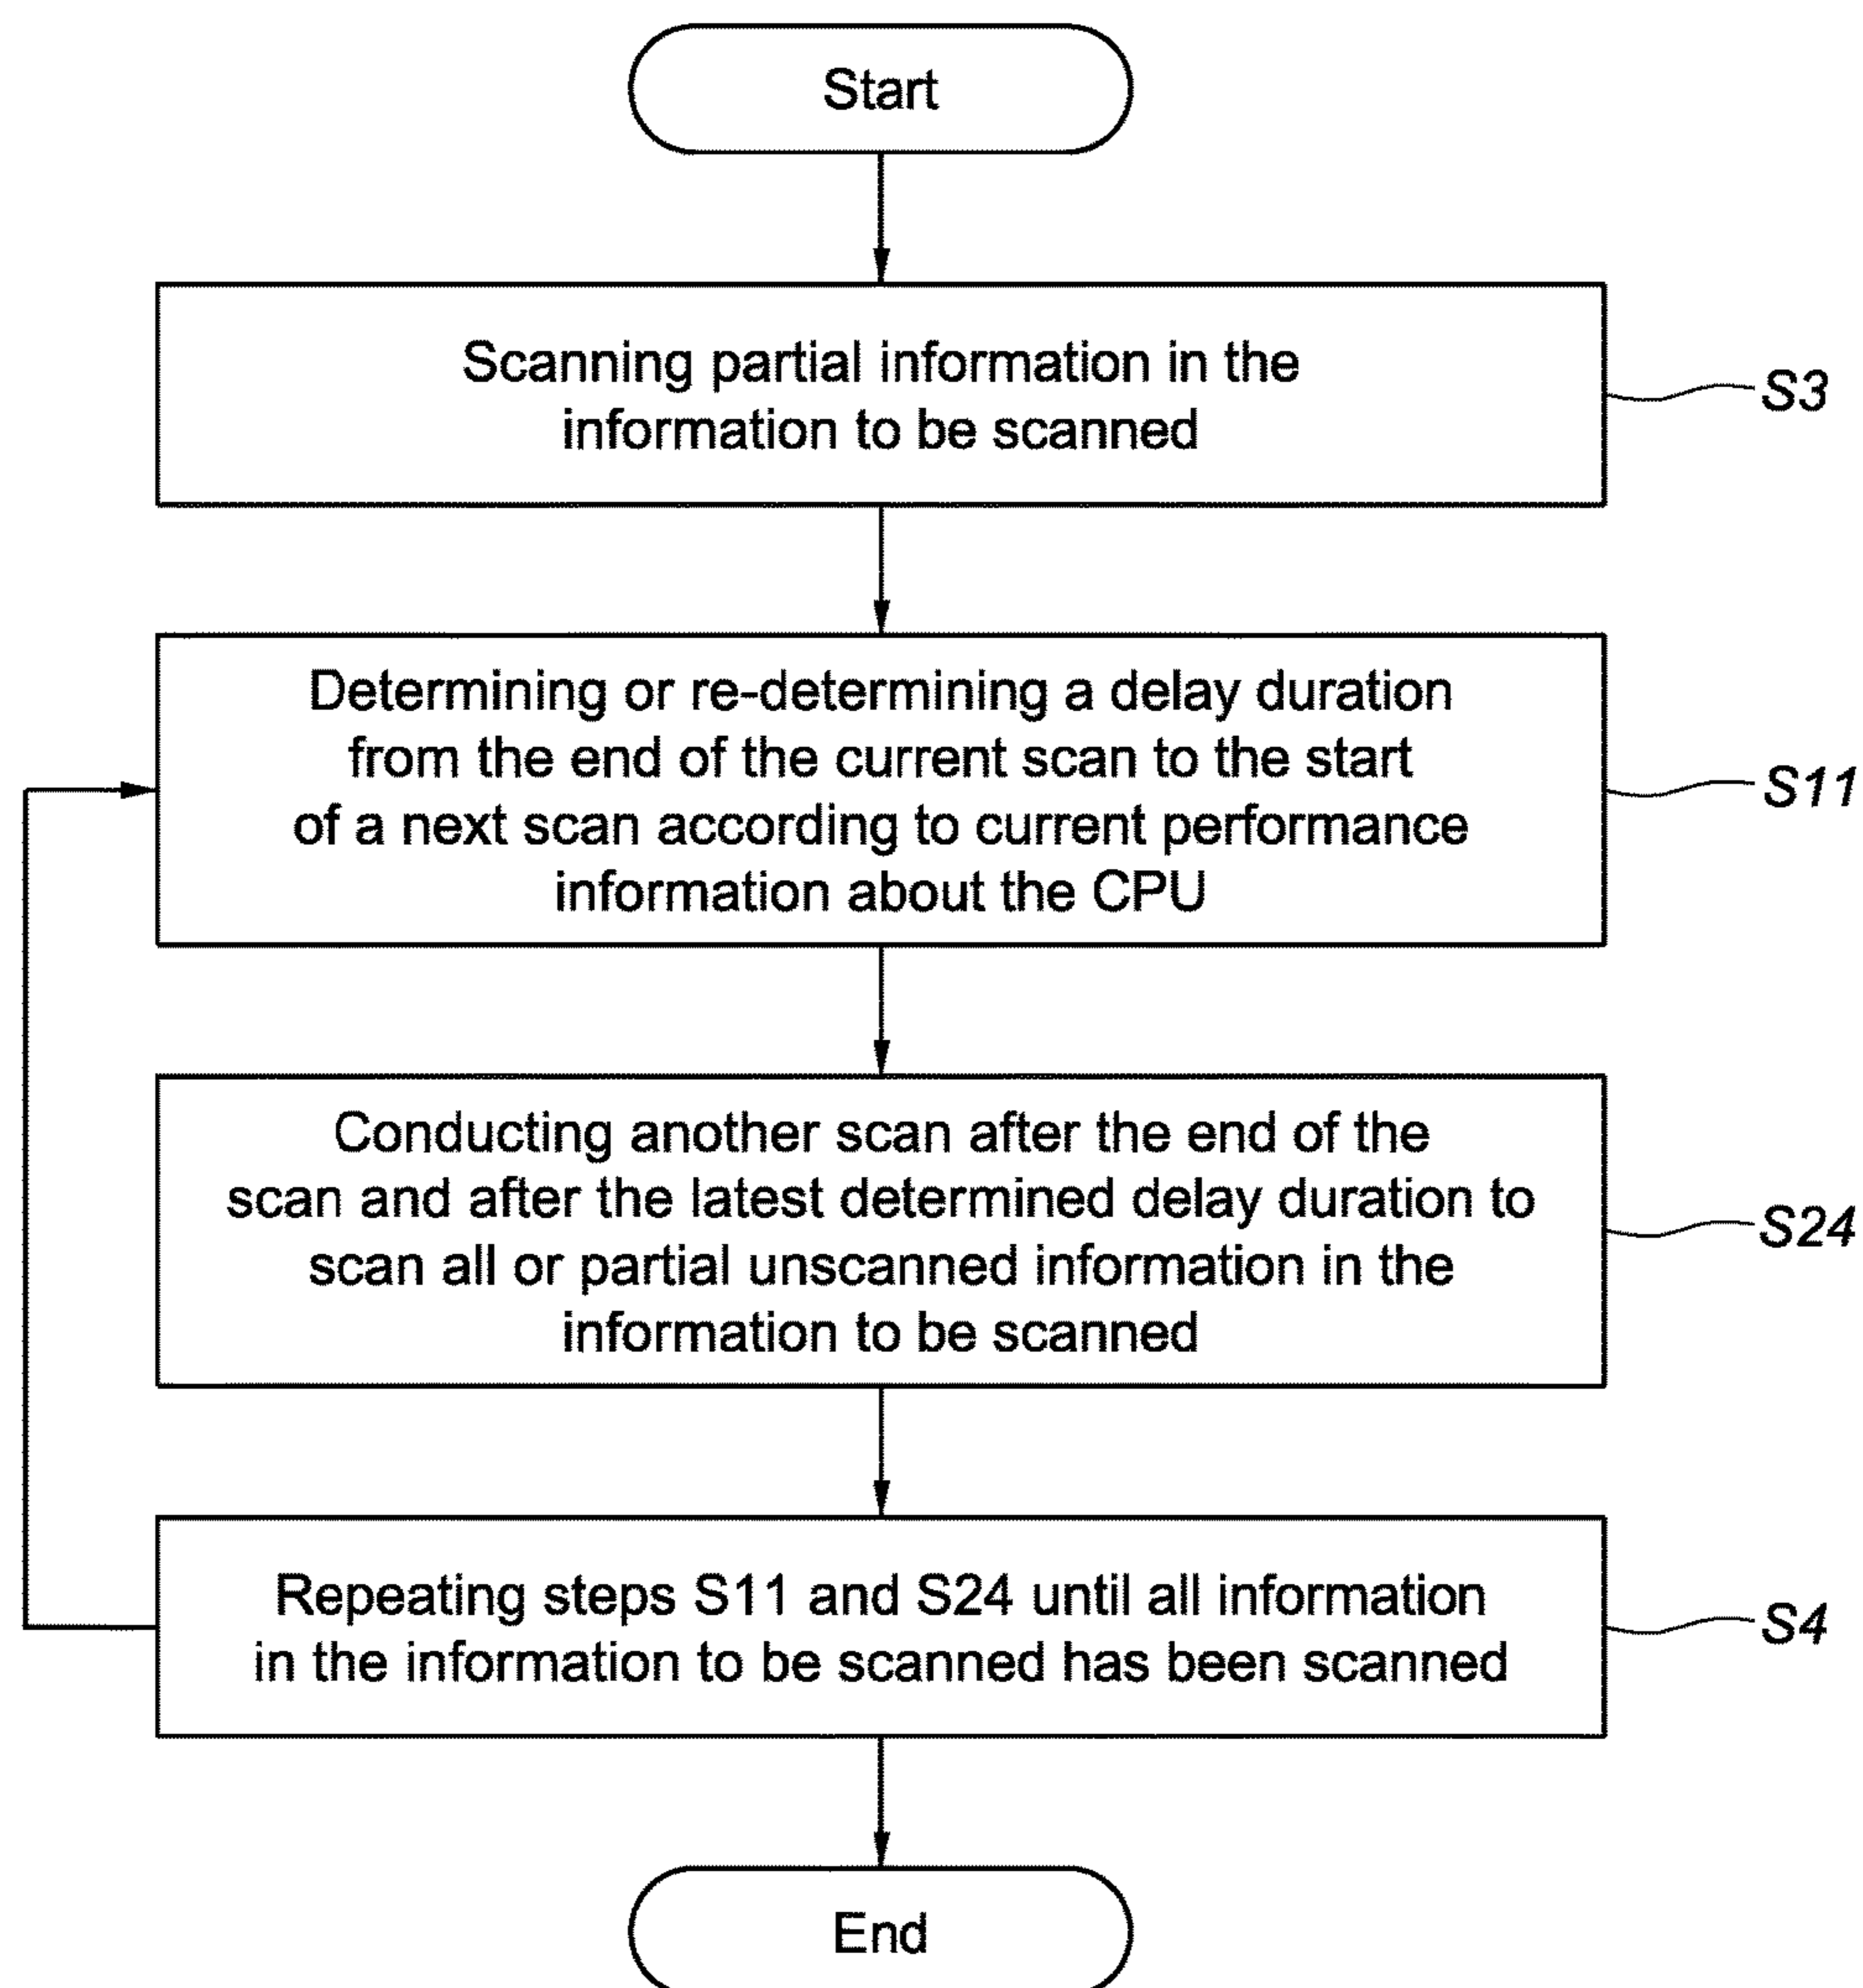 Start
Scanning partial information in the
information to be scanned
S3
Determining or re-determining a delay duration
from the end of the current scan to the start
of a next scan according to current performance
information about the CPU
S11
Conducting another scan after the end of the
scan and after the latest determined delay duration to
scan all or partial unscanned information in the
information to be scanned
S24
Repeating steps S11 and S24 until all information
in the information to be scanned has been scanned
S4
End